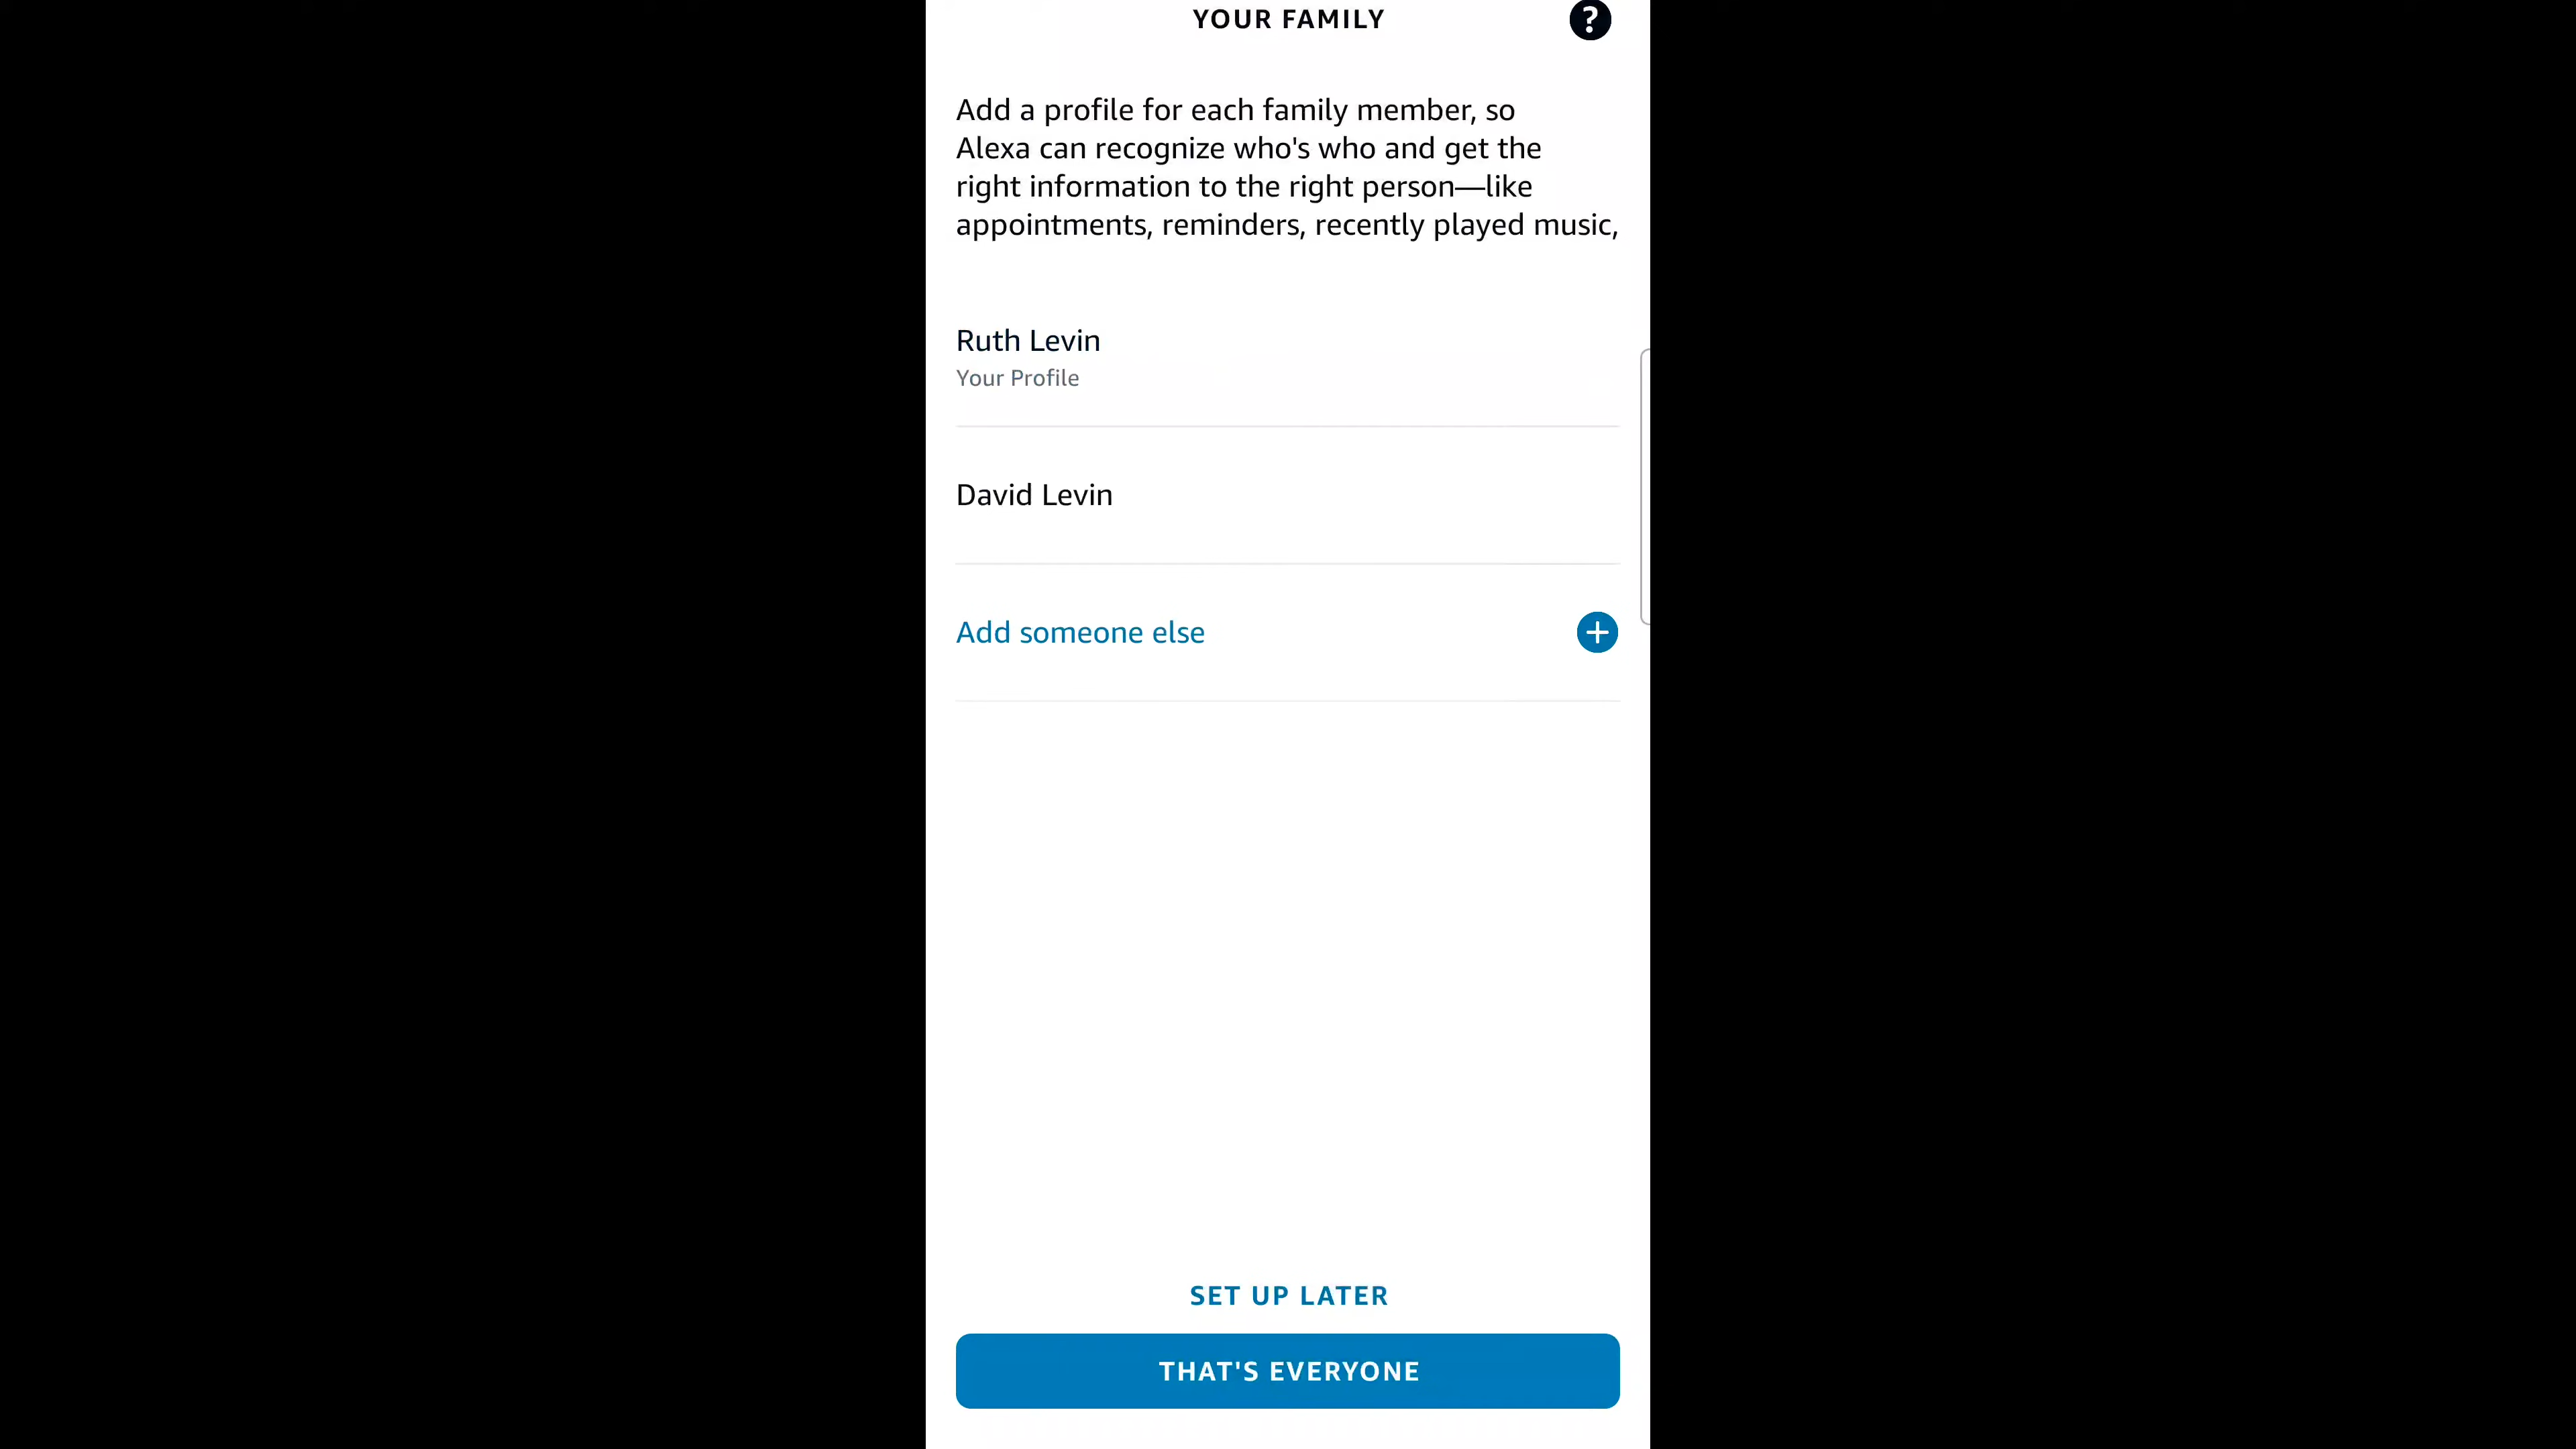 YOUR FAMILY
?
Add a profile for each family member, so
Alexa can recognize who's who and get the
right information to the right person—like
appointments, reminders, recently played music,
Ruth Levin
Your Profile
David Levin
Add someone else
SET UP LATER
THAT'S EVERYONE